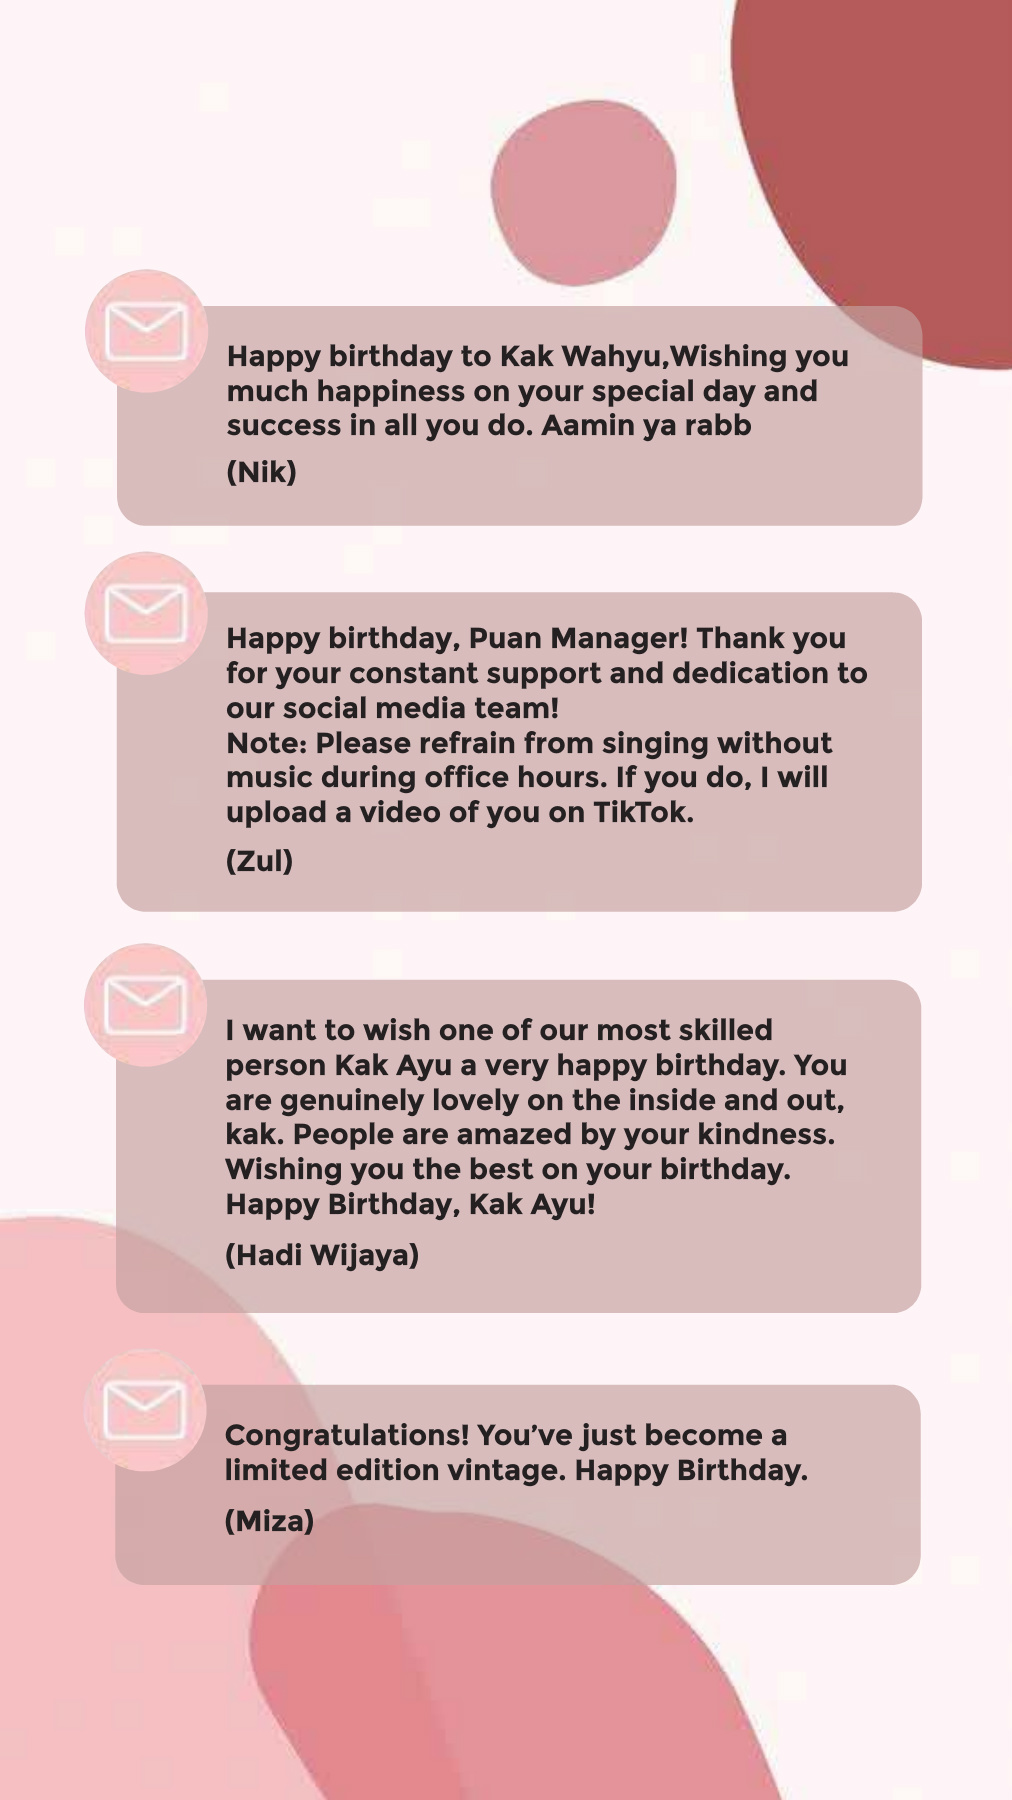 Happy birthday to Kak Wahyu,Wishing you
much happiness on your special day and
success in all you do. Aamin ya rabb
(Nik)
Happy birthday, Puan Manager! Thank you
for your constant support and dedication to
our social media team!
Note: Please refrain from singing without
music during office hours. If you do, I will
upload a video of you on TikTok.
(Zul)
I want to wish one of our most skilled
person Kak Ayu a very happy birthday. You
are genuinely lovely on the inside and out,
kak. People are amazed by your kindness.
Wishing you the best on your birthday.
Happy Birthday, Kak Ayu!
(Hadi Wijaya)
Congratulations! You’ve just become a
limited edition vintage. Happy Birthday.
(Miza)